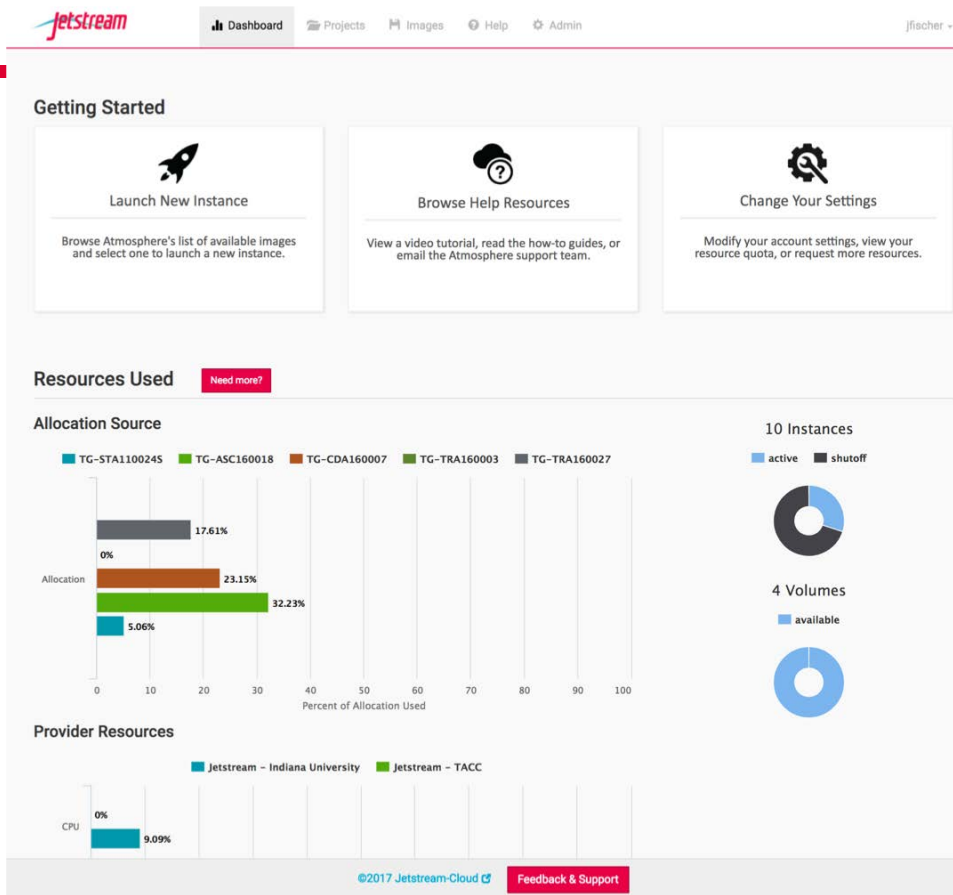 Jetstream
Dashboard Projects Images Help Admin jfischer
Getting Started
Launch New Instance
Browse Atmosphere's list of available images
and select one to launch a new instance.
Browse Help Resources
View a video tutorial, read the how-to guides, or
email the Atmosphere support team.
Change Your Settings
Modify your account settings, view your
resource quota, or request more resources.
Resources Used Need more?
Allocation Source
TG-STA110024S TG-ASC160018 TG-CDA160007 TG-TRA160003 TG-TRA160027
17.61%
0%
Allocation 23.15%
32.23%
5.06%
0 10 20 30 40 50 60 70 80 90 100
Percent of Allocation Used
10 Instances
active shutoff
4 Volumes
available
Provider Resources
Jetstream - Indiana University Jetstream - TACC
0%
CPU
9.09%
©2017 Jetstream-Cloud Feedback & Support